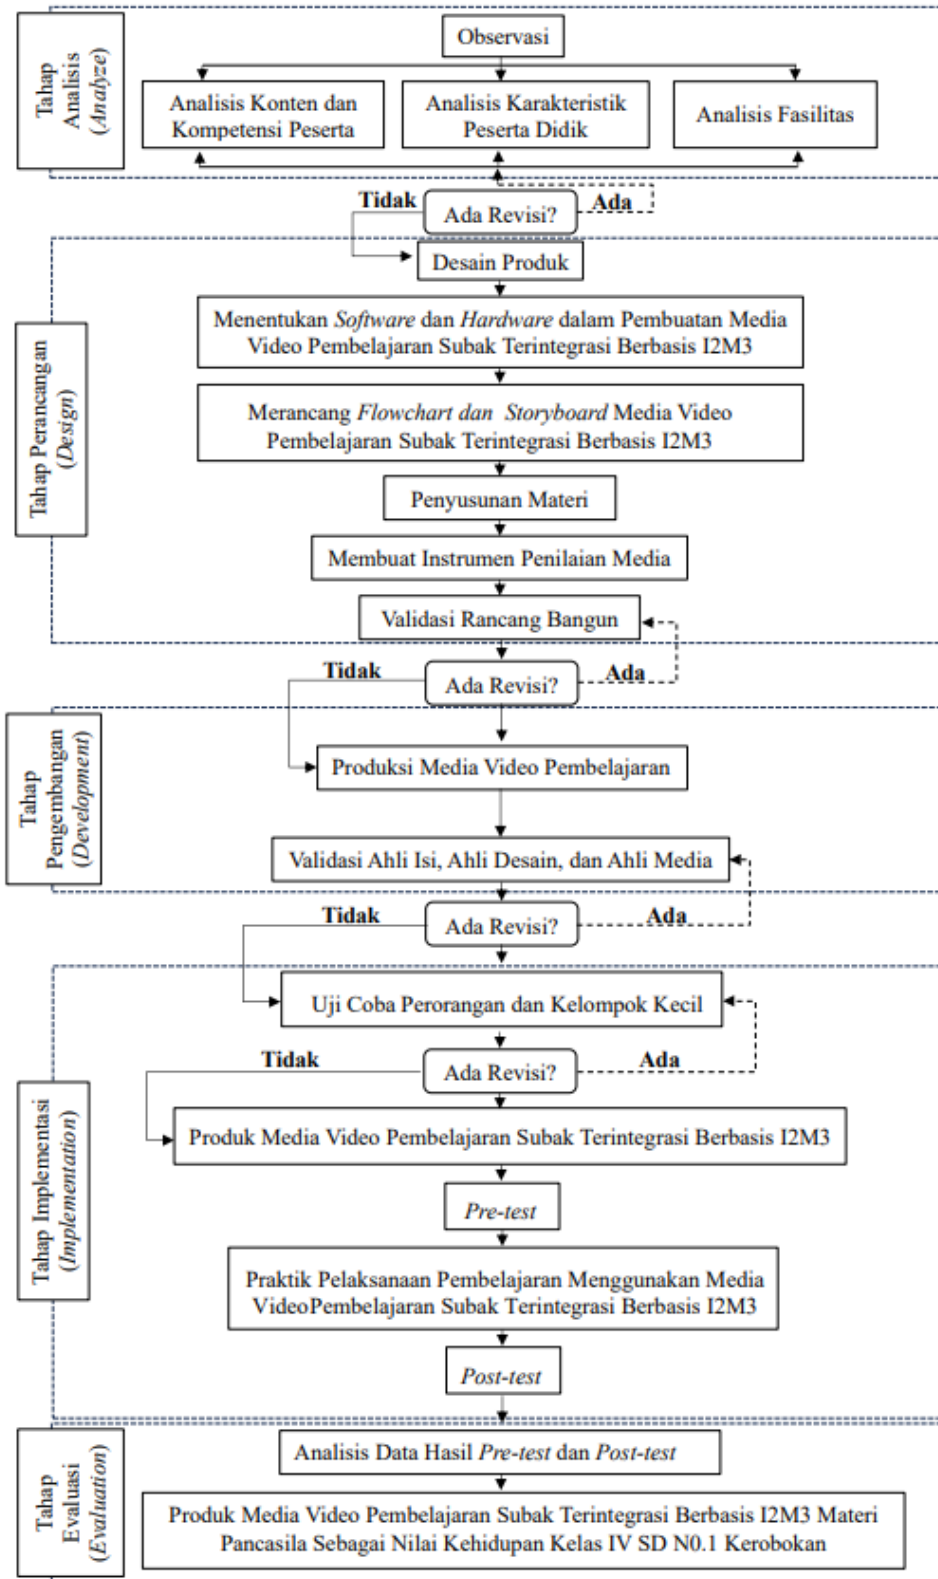 Tahap
Analisis
(Analyze)
Observasi
Analisis Konten dan
Kompetensi Peserta
Analisis Karakteristik
Peserta Didik
Analisis Fasilitas
Tidak
Ada Revisi?
Ada
Tahap Perancangan
(Design)
Desain Produk
Menentukan Software dan Hardware dalam Pembuatan Media
Video Pembelajaran Subak Terintegrasi Berbasis I2M3
Merancang Flowchart dan Storyboard Media Video
Pembelajaran Subak Terintegrasi Berbasis I2M3
Penyusunan Materi
Membuat Instrumen Penilaian Media
Validasi Rancang Bangun
Tidak
Ada Revisi?
Ada
Tahap
Pengembangan
(Development)
Produksi Media Video Pembelajaran
Validasi Ahli Isi, Ahli Desain, dan Ahli Media
Tidak
Ada Revisi?
Ada
Tahap Implementasi
(Implementation)
Uji Coba Perorangan dan Kelompok Kecil
Tidak
Ada Revisi?
Ada
Produk Media Video Pembelajaran Subak Terintegrasi Berbasis I2M3
Pre-test
Praktik Pelaksanaan Pembelajaran Menggunakan Media
VideoPembelajaran Subak Terintegrasi Berbasis I2M3
Post-test
Tahap
Evaluasi
(Evaluation)
Analisis Data Hasil Pre-test dan Post-test
Produk Media Video Pembelajaran Subak Terintegrasi Berbasis I2M3 Materi
Pancasila Sebagai Nilai Kehidupan Kelas IV SD N0.1 Kerobokan